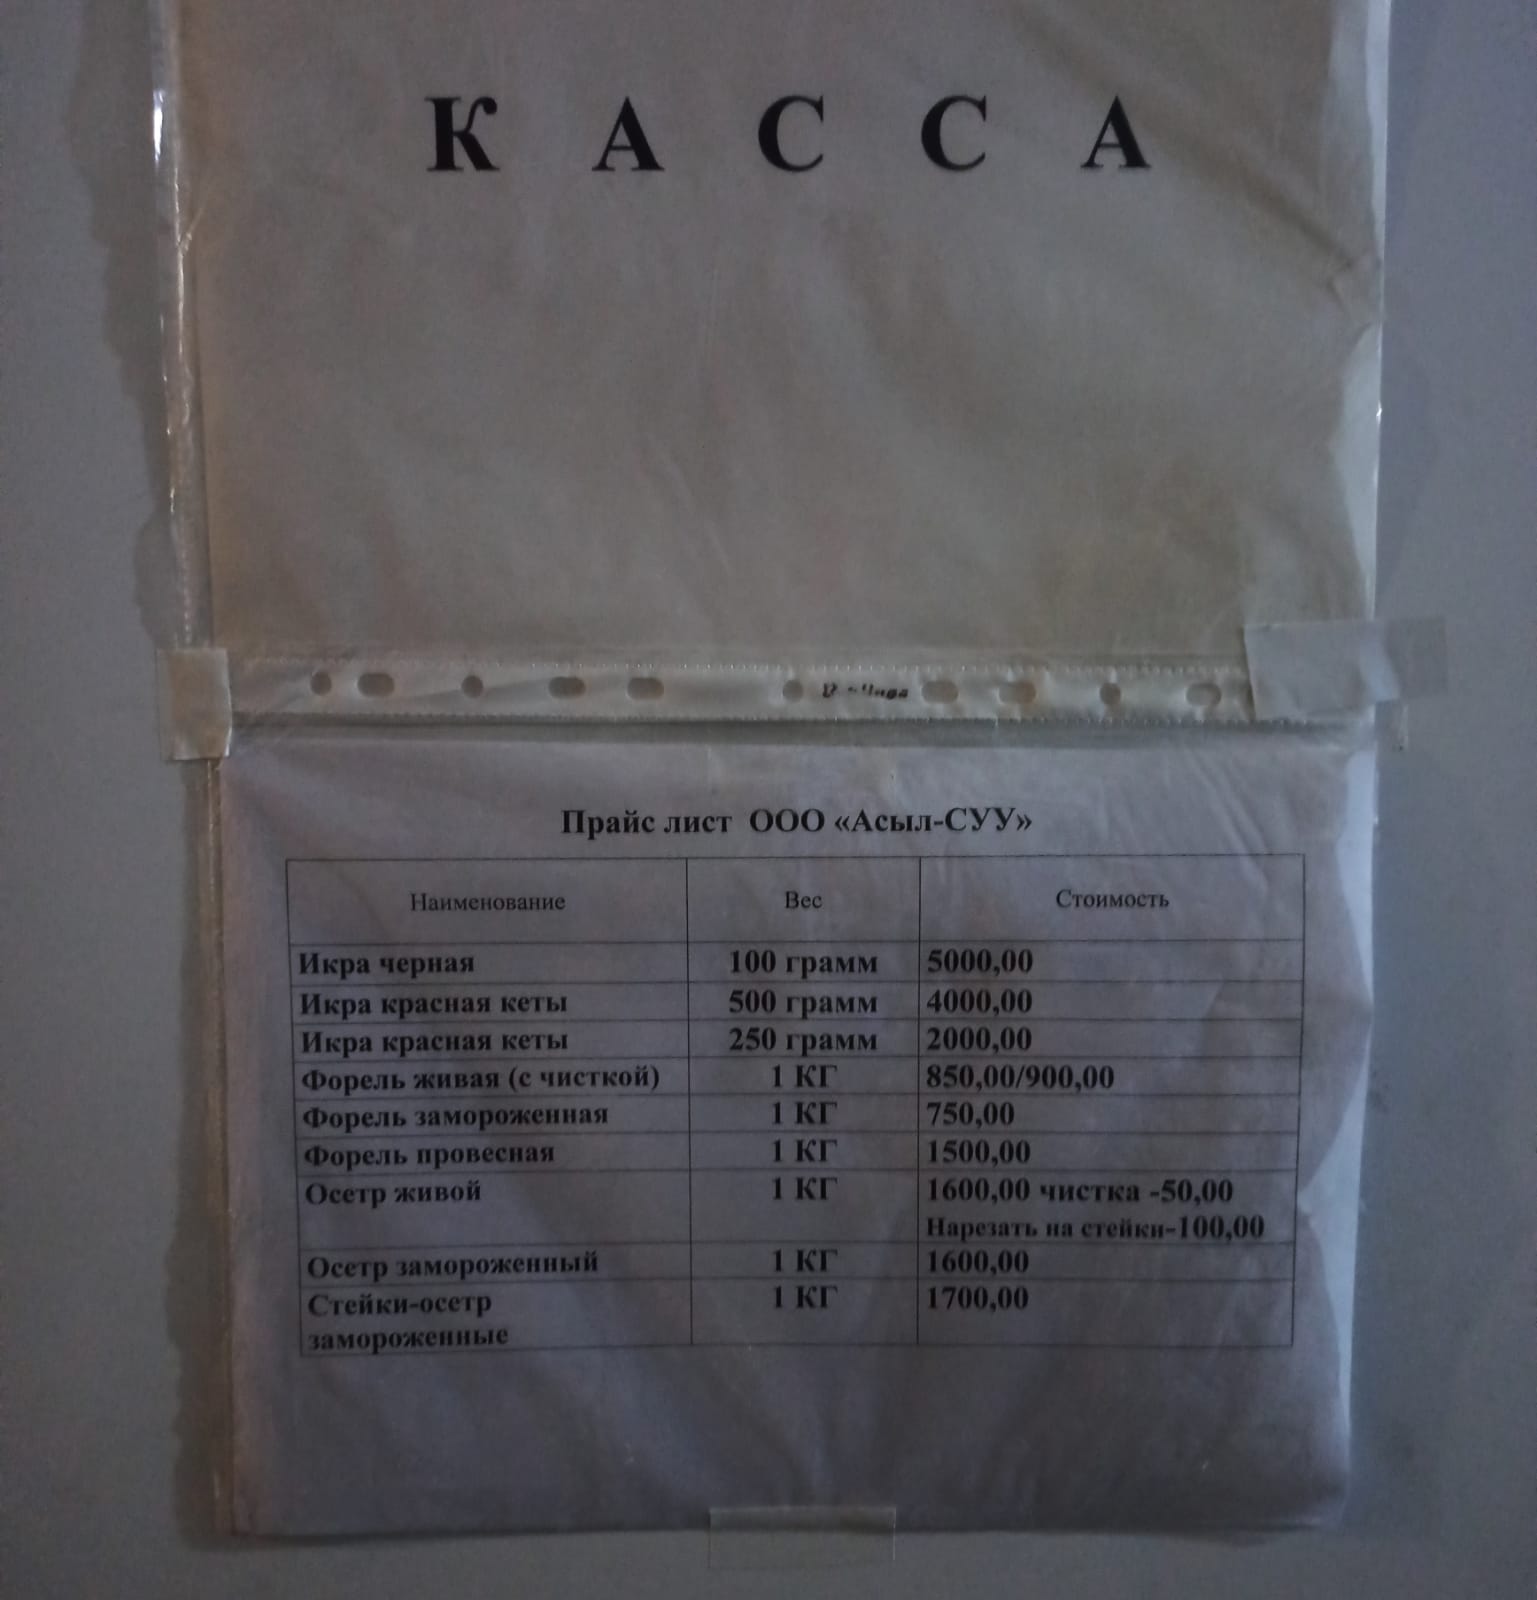 К А С С А
Прайс лист ООО «Асыл-СУУ»
Наименование Вес Стоимость
Икра черная 100 грамм 5000,00
Икра красная кеты 500 грамм 4000,00
Икра красная кеты 250 грамм 2000,00
Форель живая (с чисткой) 1 КГ 850,00/900,00
Форель замороженная 1 КГ 750,00
Форель провесная 1 КГ 1500,00
Осетр живой 1 КГ 1600,00 чистка -50,00
Нарезать на стейки-100,00
Осетр замороженный 1 КГ 1600,00
Стейки-осетр 1 КГ 1700,00
замороженные